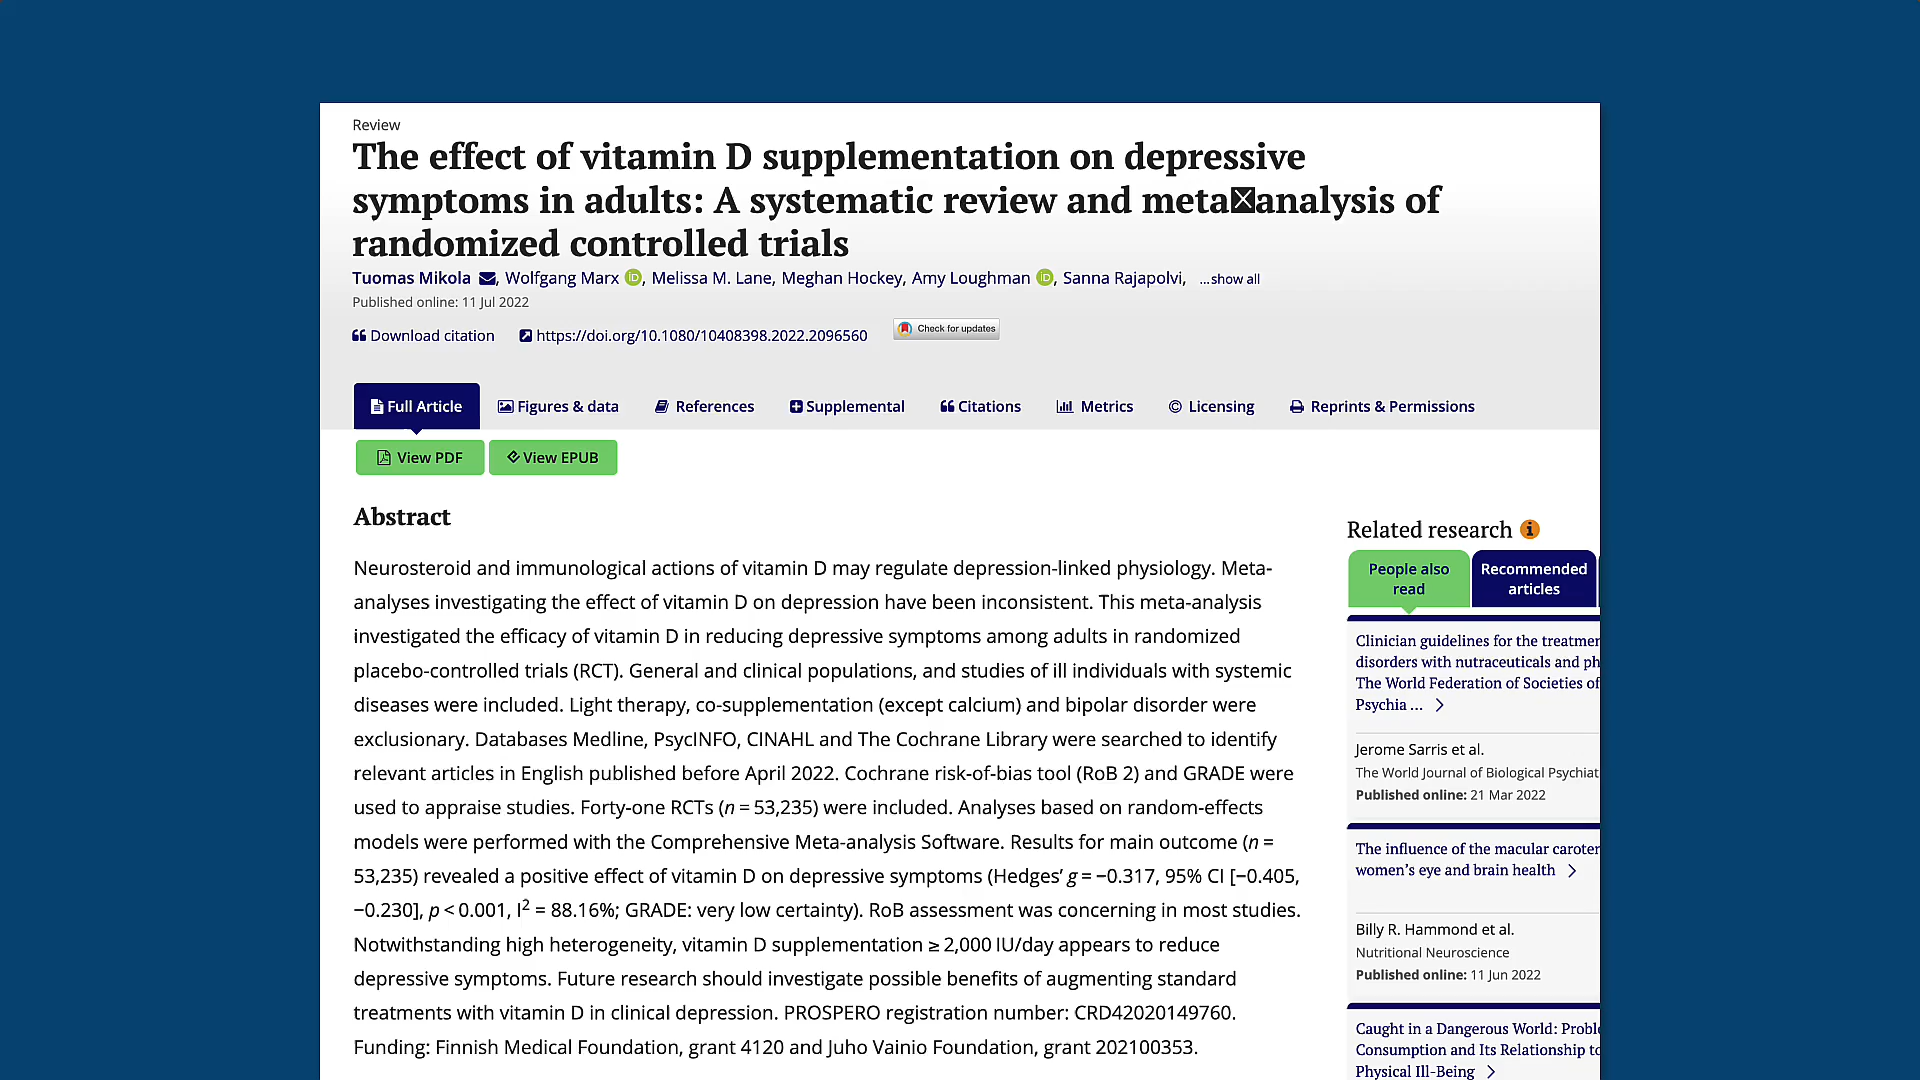 Review
The effect of vitamin D supplementation on depressive
symptoms in adults: A systematic review and meta☒analysis of
randomized controlled trials
Tuomas Mikola , Wolfgang Marx iD, Melissa M. Lane, Meghan Hockey, Amy Loughman iD, Sanna Rajapolvi, ...show all
Published online: 11 Jul 2022
Download citation https://doi.org/10.1080/10408398.2022.2096560 Check for updates
Full Article Figures & data References Supplemental Citations Metrics Licensing Reprints & Permissions
View PDF View EPUB
Abstract
Neurosteroid and immunological actions of vitamin D may regulate depression-linked physiology. Meta-
analyses investigating the effect of vitamin D on depression have been inconsistent. This meta-analysis
investigated the efficacy of vitamin D in reducing depressive symptoms among adults in randomized
placebo-controlled trials (RCT). General and clinical populations, and studies of ill individuals with systemic
diseases were included. Light therapy, co-supplementation (except calcium) and bipolar disorder were
exclusionary. Databases Medline, PsycINFO, CINAHL and The Cochrane Library were searched to identify
relevant articles in English published before April 2022. Cochrane risk-of-bias tool (RoB 2) and GRADE were
used to appraise studies. Forty-one RCTs (n = 53,235) were included. Analyses based on random-effects
models were performed with the Comprehensive Meta-analysis Software. Results for main outcome (n =
53,235) revealed a positive effect of vitamin D on depressive symptoms (Hedges’ g = −0.317, 95% CI [−0.405,
−0.230], p < 0.001, I² = 88.16%; GRADE: very low certainty). RoB assessment was concerning in most studies.
Notwithstanding high heterogeneity, vitamin D supplementation ≥ 2,000 IU/day appears to reduce
depressive symptoms. Future research should investigate possible benefits of augmenting standard
treatments with vitamin D in clinical depression. PROSPERO registration number: CRD42020149760.
Funding: Finnish Medical Foundation, grant 4120 and Juho Vainio Foundation, grant 202100353.
Related research
People also
read
Recommended
articles
Clinician guidelines for the
disorders with nutraceuticals and
The World Federation of Societies of
Psychia ...
Jerome Sarris et al.
The World Journal of Biological
Published online: 21 Mar 2022
The influence of the macular
women’s eye and brain health
Billy R. Hammond et al.
Nutritional Neuroscience
Published online: 11 Jun 2022
Caught in a Dangerous World:
Consumption and Its Relationship to
Physical Ill-Being